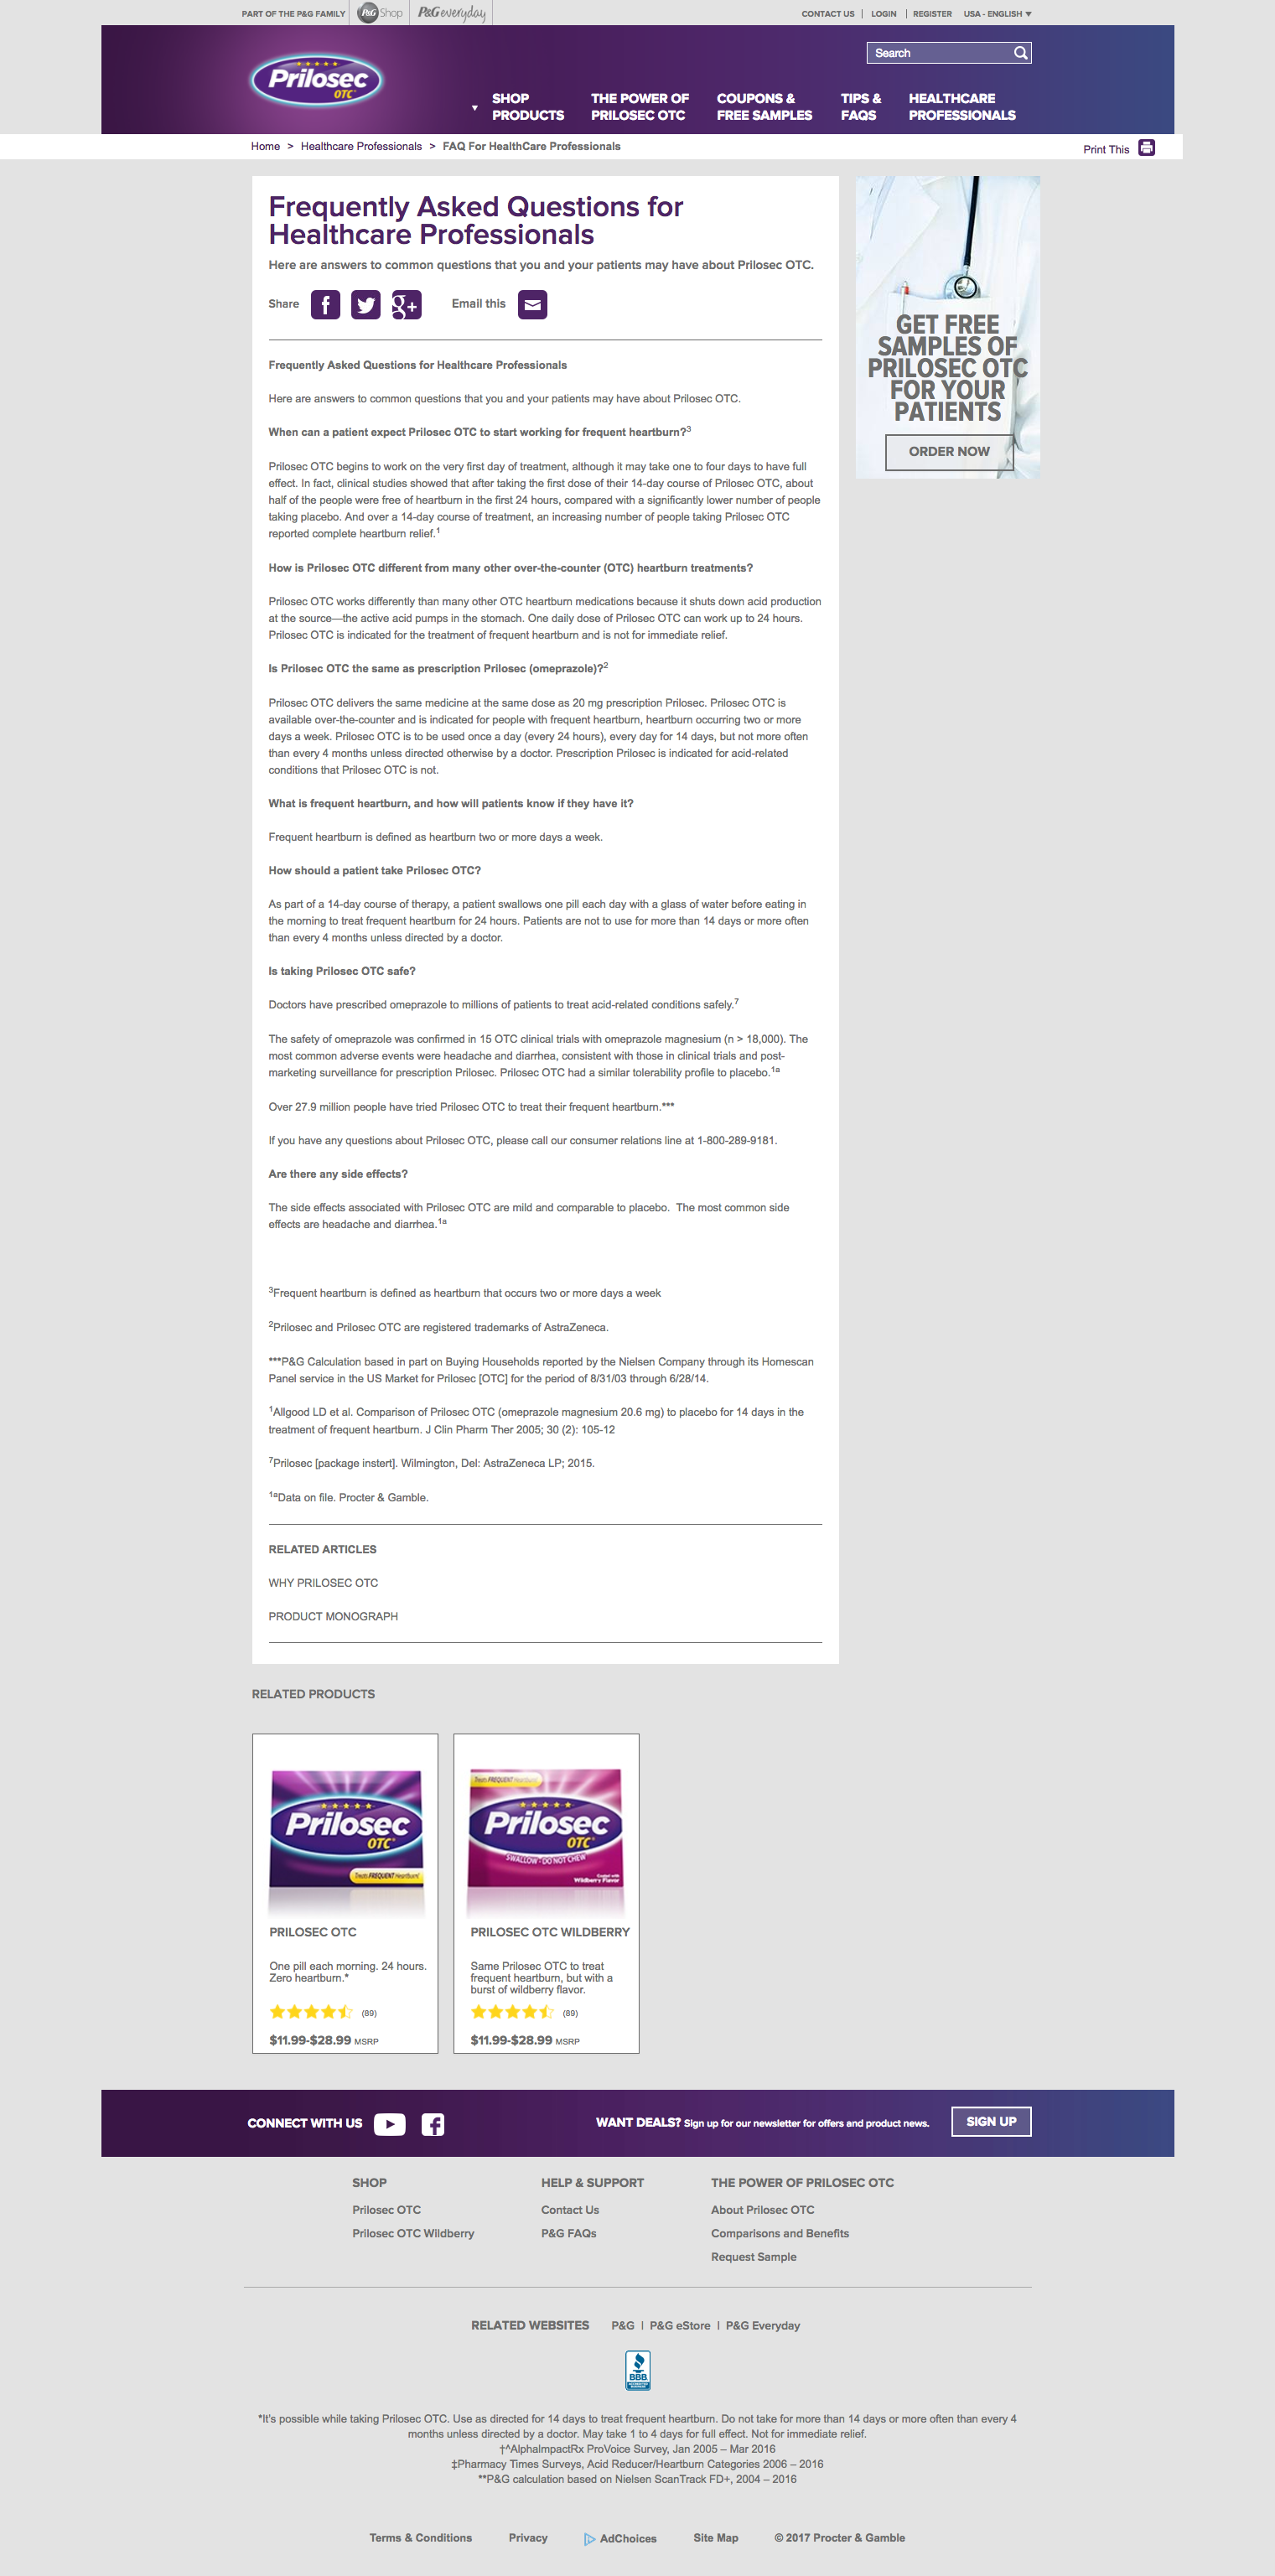 PART OF THE P&G FAMILY P&G Shop P&G everyday CONTACT US | LOGIN | REGISTER USA - ENGLISH ▼
Prilosec
OTC
Search
▼ SHOP PRODUCTS
THE POWER OF PRILOSEC OTC
COUPONS & FREE SAMPLES
TIPS & FAQS
HEALTHCARE PROFESSIONALS
Home > Healthcare Professionals > FAQ For HealthCare Professionals
Print This
Frequently Asked Questions for
Healthcare Professionals
Here are answers to common questions that you and your patients may have about Prilosec OTC.
Share f g+ Email this
GET FREE
SAMPLES OF
PRILOSEC OTC
FOR YOUR
PATIENTS
ORDER NOW
Frequently Asked Questions for Healthcare Professionals
Here are answers to common questions that you and your patients may have about Prilosec OTC.
When can a patient expect Prilosec OTC to start working for frequent heartburn?3
Prilosec OTC begins to work on the very first day of treatment, although it may take one to four days to have full
effect. In fact, clinical studies showed that after taking the first dose of their 14-day course of Prilosec OTC, about
half of the people were free of heartburn in the first 24 hours, compared with a significantly lower number of people
taking placebo. And over a 14-day course of treatment, an increasing number of people taking Prilosec OTC
reported complete heartburn relief.1
How is Prilosec OTC different from many other over-the-counter (OTC) heartburn treatments?
Prilosec OTC works differently than many other OTC heartburn medications because it shuts down acid production
at the source—the active acid pumps in the stomach. One daily dose of Prilosec OTC can work up to 24 hours.
Prilosec OTC is indicated for the treatment of frequent heartburn and is not for immediate relief.
Is Prilosec OTC the same as prescription Prilosec (omeprazole)?2
Prilosec OTC delivers the same medicine at the same dose as 20 mg prescription Prilosec. Prilosec OTC is
available over-the-counter and is indicated for people with frequent heartburn, heartburn occurring two or more
days a week. Prilosec OTC is to be used once a day (every 24 hours), every day for 14 days, but not more often
than every 4 months unless directed otherwise by a doctor. Prescription Prilosec is indicated for acid-related
conditions that Prilosec OTC is not.
What is frequent heartburn, and how will patients know if they have it?
Frequent heartburn is defined as heartburn two or more days a week.
How should a patient take Prilosec OTC?
As part of a 14-day course of therapy, a patient swallows one pill each day with a glass of water before eating in
the morning to treat frequent heartburn for 24 hours. Patients are not to use for more than 14 days or more often
than every 4 months unless directed by a doctor.
Is taking Prilosec OTC safe?
Doctors have prescribed omeprazole to millions of patients to treat acid-related conditions safely.7
The safety of omeprazole was confirmed in 15 OTC clinical trials with omeprazole magnesium (n > 18,000). The
most common adverse events were headache and diarrhea, consistent with those in clinical trials and post-
marketing surveillance for prescription Prilosec. Prilosec OTC had a similar tolerability profile to placebo.1a
Over 27.9 million people have tried Prilosec OTC to treat their frequent heartburn.***
If you have any questions about Prilosec OTC, please call our consumer relations line at 1-800-289-9181.
Are there any side effects?
The side effects associated with Prilosec OTC are mild and comparable to placebo. The most common side
effects are headache and diarrhea.1a
3Frequent heartburn is defined as heartburn that occurs two or more days a week
2Prilosec and Prilosec OTC are registered trademarks of AstraZeneca.
***P&G Calculation based in part on Buying Households reported by the Nielsen Company through its Homescan
Panel service in the US Market for Prilosec [OTC] for the period of 8/31/03 through 6/28/14.
1Allgood LD et al. Comparison of Prilosec OTC (omeprazole magnesium 20.6 mg) to placebo for 14 days in the
treatment of frequent heartburn. J Clin Pharm Ther 2005; 30 (2): 105-12
7Prilosec [package instert]. Wilmington, Del: AstraZeneca LP; 2015.
1aData on file. Procter & Gamble.
RELATED ARTICLES
WHY PRILOSEC OTC
PRODUCT MONOGRAPH
RELATED PRODUCTS
Prilosec
OTC
Treats FREQUENT Heartburn
PRILOSEC OTC
One pill each morning. 24 hours.
Zero heartburn.*
(89)
$11.99-$28.99 MSRP
Treats FREQUENT Heartburn
Prilosec
OTC
SWALLOW - DO NOT CHEW
Coated with
Wildberry Flavor
PRILOSEC OTC WILDBERRY
Same Prilosec OTC to treat
frequent heartburn, but with a
burst of wildberry flavor.
(89)
$11.99-$28.99 MSRP
CONNECT WITH US f WANT DEALS? Sign up for our newsletter for offers and product news. SIGN UP
SHOP
Prilosec OTC
Prilosec OTC Wildberry
HELP & SUPPORT
Contact Us
P&G FAQs
THE POWER OF PRILOSEC OTC
About Prilosec OTC
Comparisons and Benefits
Request Sample
RELATED WEBSITES P&G | P&G eStore | P&G Everyday
BBB
*It's possible while taking Prilosec OTC. Use as directed for 14 days to treat frequent heartburn. Do not take for more than 14 days or more often than every 4
months unless directed by a doctor. May take 1 to 4 days for full effect. Not for immediate relief.
†^AlphaImpactRx ProVoice Survey, Jan 2005 – Mar 2016
‡Pharmacy Times Surveys, Acid Reducer/Heartburn Categories 2006 – 2016
**P&G calculation based on Nielsen ScanTrack FD+, 2004 – 2016
Terms & Conditions Privacy AdChoices Site Map © 2017 Procter & Gamble